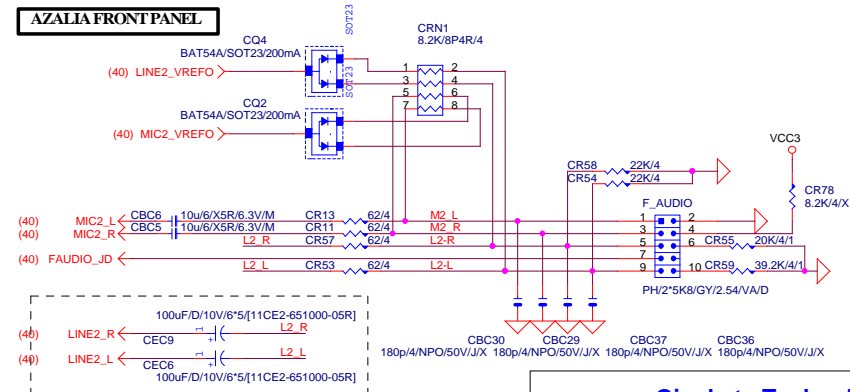 AZALIA FRONT PANEL
SOT23
CQ4
BAT54A/SOT23/200mA
CRN1
8.2K/8P4R/4
(40) LINE2_VREFO
1 2
3 4
5 6
7 8
SOT23
CQ2
BAT54A/SOT23/200mA
(40) MIC2_VREFO
VCC3
CR58 22K/4
CR54 22K/4
CR78
8.2K/4/X
F_AUDIO
(40) MIC2_L CBC6 10u/6/X5R/6.3V/M CR13 62/4 M2_L 1 2
(40) MIC2_R CBC5 10u/6/X5R/6.3V/M CR11 62/4 M2_R 3 4
L2_R CR57 62/4 L2-R 5 6 CR55 20K/4/1
(40) FAUDIO_JD 7
L2_L CR53 62/4 L2-L 9 10 CR59 39.2K/4/1
PH/2*5K8/GY/2.54/VA/D
100uF/D/10V/6*5/[11CE2-651000-05R]
(40) LINE2_R 1 + L2_R
CEC9
(40) LINE2_L 1 + L2_L
CEC6
100uF/D/10V/6*5/[11CE2-651000-05R]
CBC30 CBC29 CBC37 CBC36
180p/4/NPO/50V/J/X 180p/4/NPO/50V/J/X 180p/4/NPO/50V/J/X 180p/4/NPO/50V/J/X